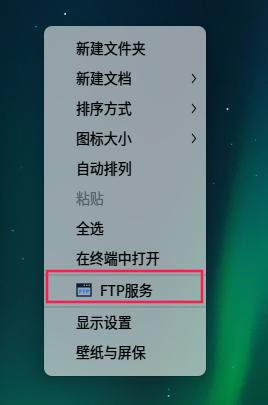 新建文件夹
新建文档
排序方式
图标大小
自动排列
粘贴
全选
在终端中打开
FTP服务
显示设置
壁纸与屏保